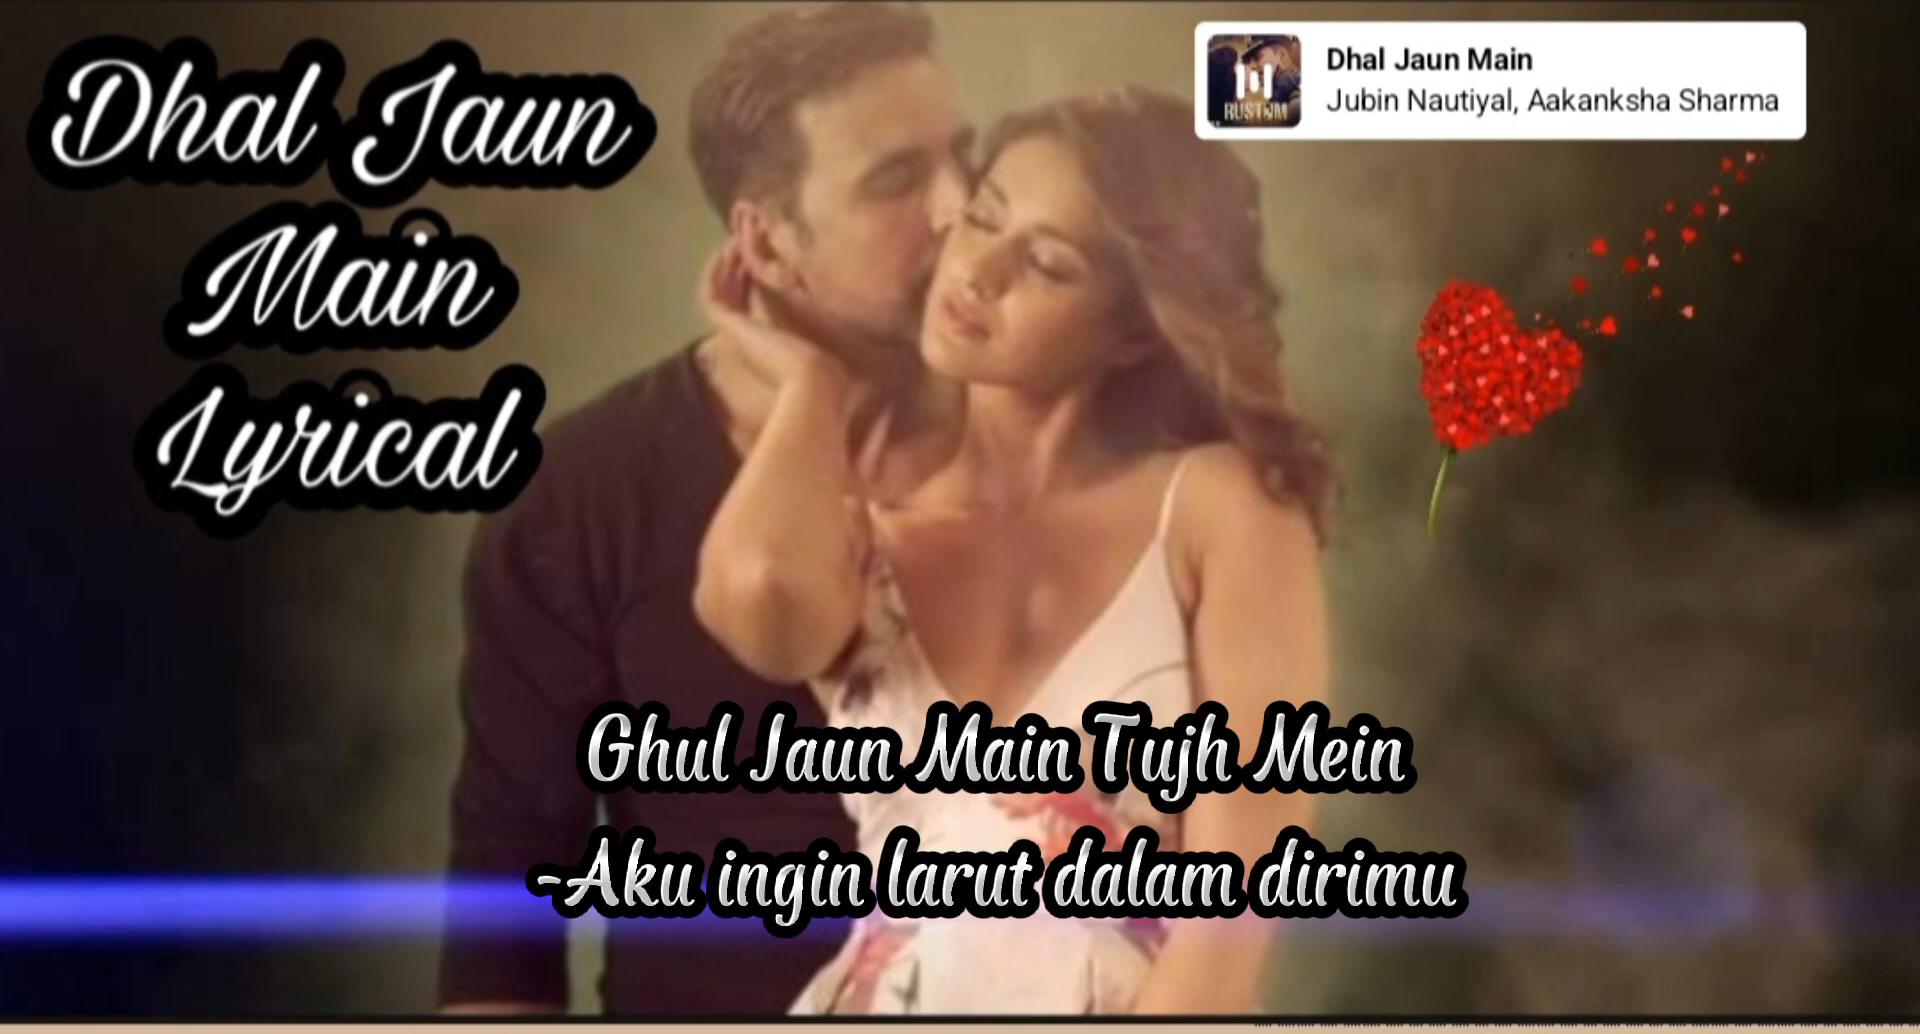 Dhal Jaun
Main
Lyrical
Dhal Jaun Main
Jubin Nautiyal, Aakanksha Sharma
RUSTOM
Ghul Jaun Main Tujh Mein
-Aku ingin larut dalam dirimu